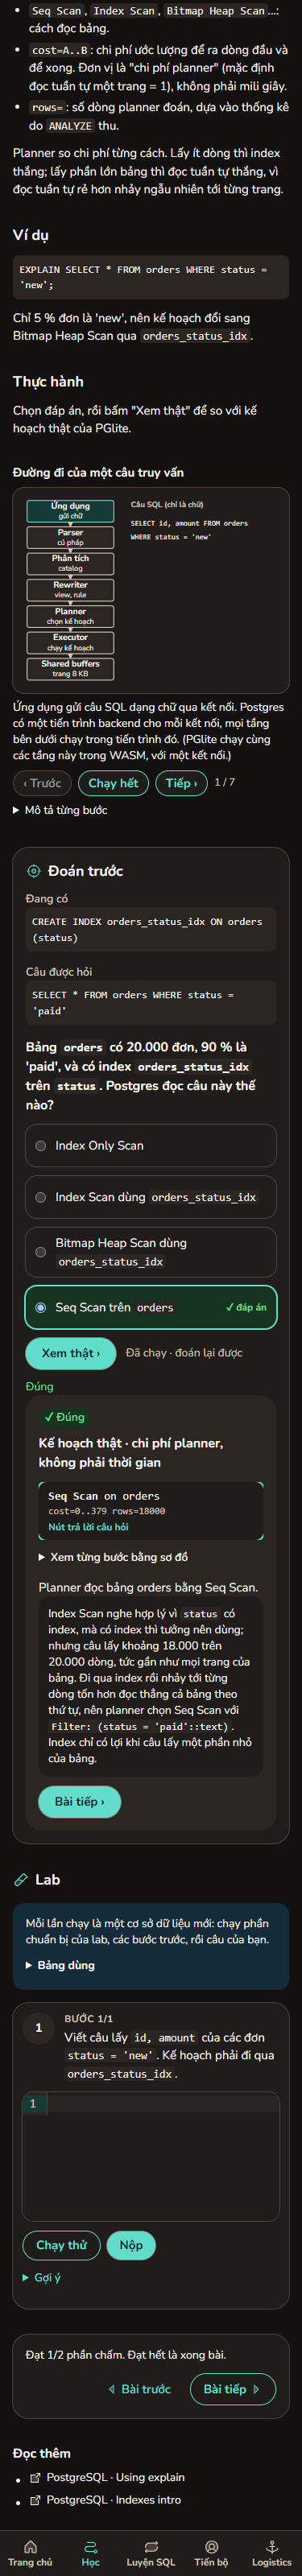 • Seq Scan, Index Scan, Bitmap Heap Scan…:
cách đọc bảng.
• cost=A..B: chi phí ước lượng để ra dòng đầu và
để xong. Đơn vị là "chi phí planner" (mặc định
đọc tuần tự một trang = 1), không phải mili giây.
• rows=: số dòng planner đoán, dựa vào thống kê
do ANALYZE thu.
Planner so chi phí từng cách. Lấy ít dòng thì index
thắng; lấy phần lớn bảng thì đọc tuần tự thắng, vì
đọc tuần tự rẻ hơn nhảy ngẫu nhiên tới từng trang.
Ví dụ
EXPLAIN SELECT * FROM orders WHERE status =
'new';
Chỉ 5 % đơn là 'new', nên kế hoạch đổi sang
Bitmap Heap Scan qua orders_status_idx.
Thực hành
Chọn đáp án, rồi bấm "Xem thật" để so với kế
hoạch thật của PGlite.
Đường đi của một câu truy vấn
Ứng dụng
gửi chữ
Parser
cú pháp
Phân tích
catalog
Rewriter
view, rule
Planner
chọn kế hoạch
Executor
chạy kế hoạch
Shared buffers
trang 8 KB
Câu SQL (chỉ là chữ)
SELECT id, amount FROM orders
WHERE status = 'new'
Ứng dụng gửi câu SQL dạng chữ qua kết nối. Postgres
có một tiến trình backend cho mỗi kết nối, mọi tầng
bên dưới chạy trong tiến trình đó. (PGlite chạy cùng
các tầng này trong WASM, với một kết nối.)
‹ Trước
Chạy hết
Tiếp ›
1 / 7
Mô tả từng bước
Đoán trước
Đang có
CREATE INDEX orders_status_idx ON orders
(status)
Câu được hỏi
SELECT * FROM orders WHERE status =
'paid'
Bảng orders có 20.000 đơn, 90 % là
'paid', và có index orders_status_idx
trên status. Postgres đọc câu này thế
nào?
Index Only Scan
Index Scan dùng orders_status_idx
Bitmap Heap Scan dùng
orders_status_idx
Seq Scan trên orders
✓ đáp án
Xem thật ›
Đã chạy · đoán lại được
Đúng
✓ Đúng
Kế hoạch thật · chi phí planner,
không phải thời gian
Seq Scan on orders
cost=0..379 rows=18000
Nút trả lời câu hỏi
Xem từng bước bằng sơ đồ
Planner đọc bảng orders bằng Seq Scan.
Index Scan nghe hợp lý vì status có
index, mà có index thì tưởng nên dùng;
nhưng câu lấy khoảng 18.000 trên
20.000 dòng, tức gần như mọi trang của
bảng. Đi qua index rồi nhảy tới từng
dòng tốn hơn đọc thẳng cả bảng theo
thứ tự, nên planner chọn Seq Scan với
Filter: (status = 'paid'::text).
Index chỉ có lợi khi câu lấy một phần nhỏ
của bảng.
Bài tiếp ›
Lab
Mỗi lần chạy là một cơ sở dữ liệu mới: chạy phần
chuẩn bị của lab, các bước trước, rồi câu của bạn.
Bảng dùng
1
BƯỚC 1/1
Viết câu lấy id, amount của các đơn
status = 'new'. Kế hoạch phải đi qua
orders_status_idx.
1
Chạy thử
Nộp
Gợi ý
Đạt 1/2 phần chấm. Đạt hết là xong bài.
Bài trước
Bài tiếp
Đọc thêm
• PostgreSQL · Using explain
• PostgreSQL · Indexes intro
Trang chủ
Học
Luyện SQL
Tiến bộ
Logistics